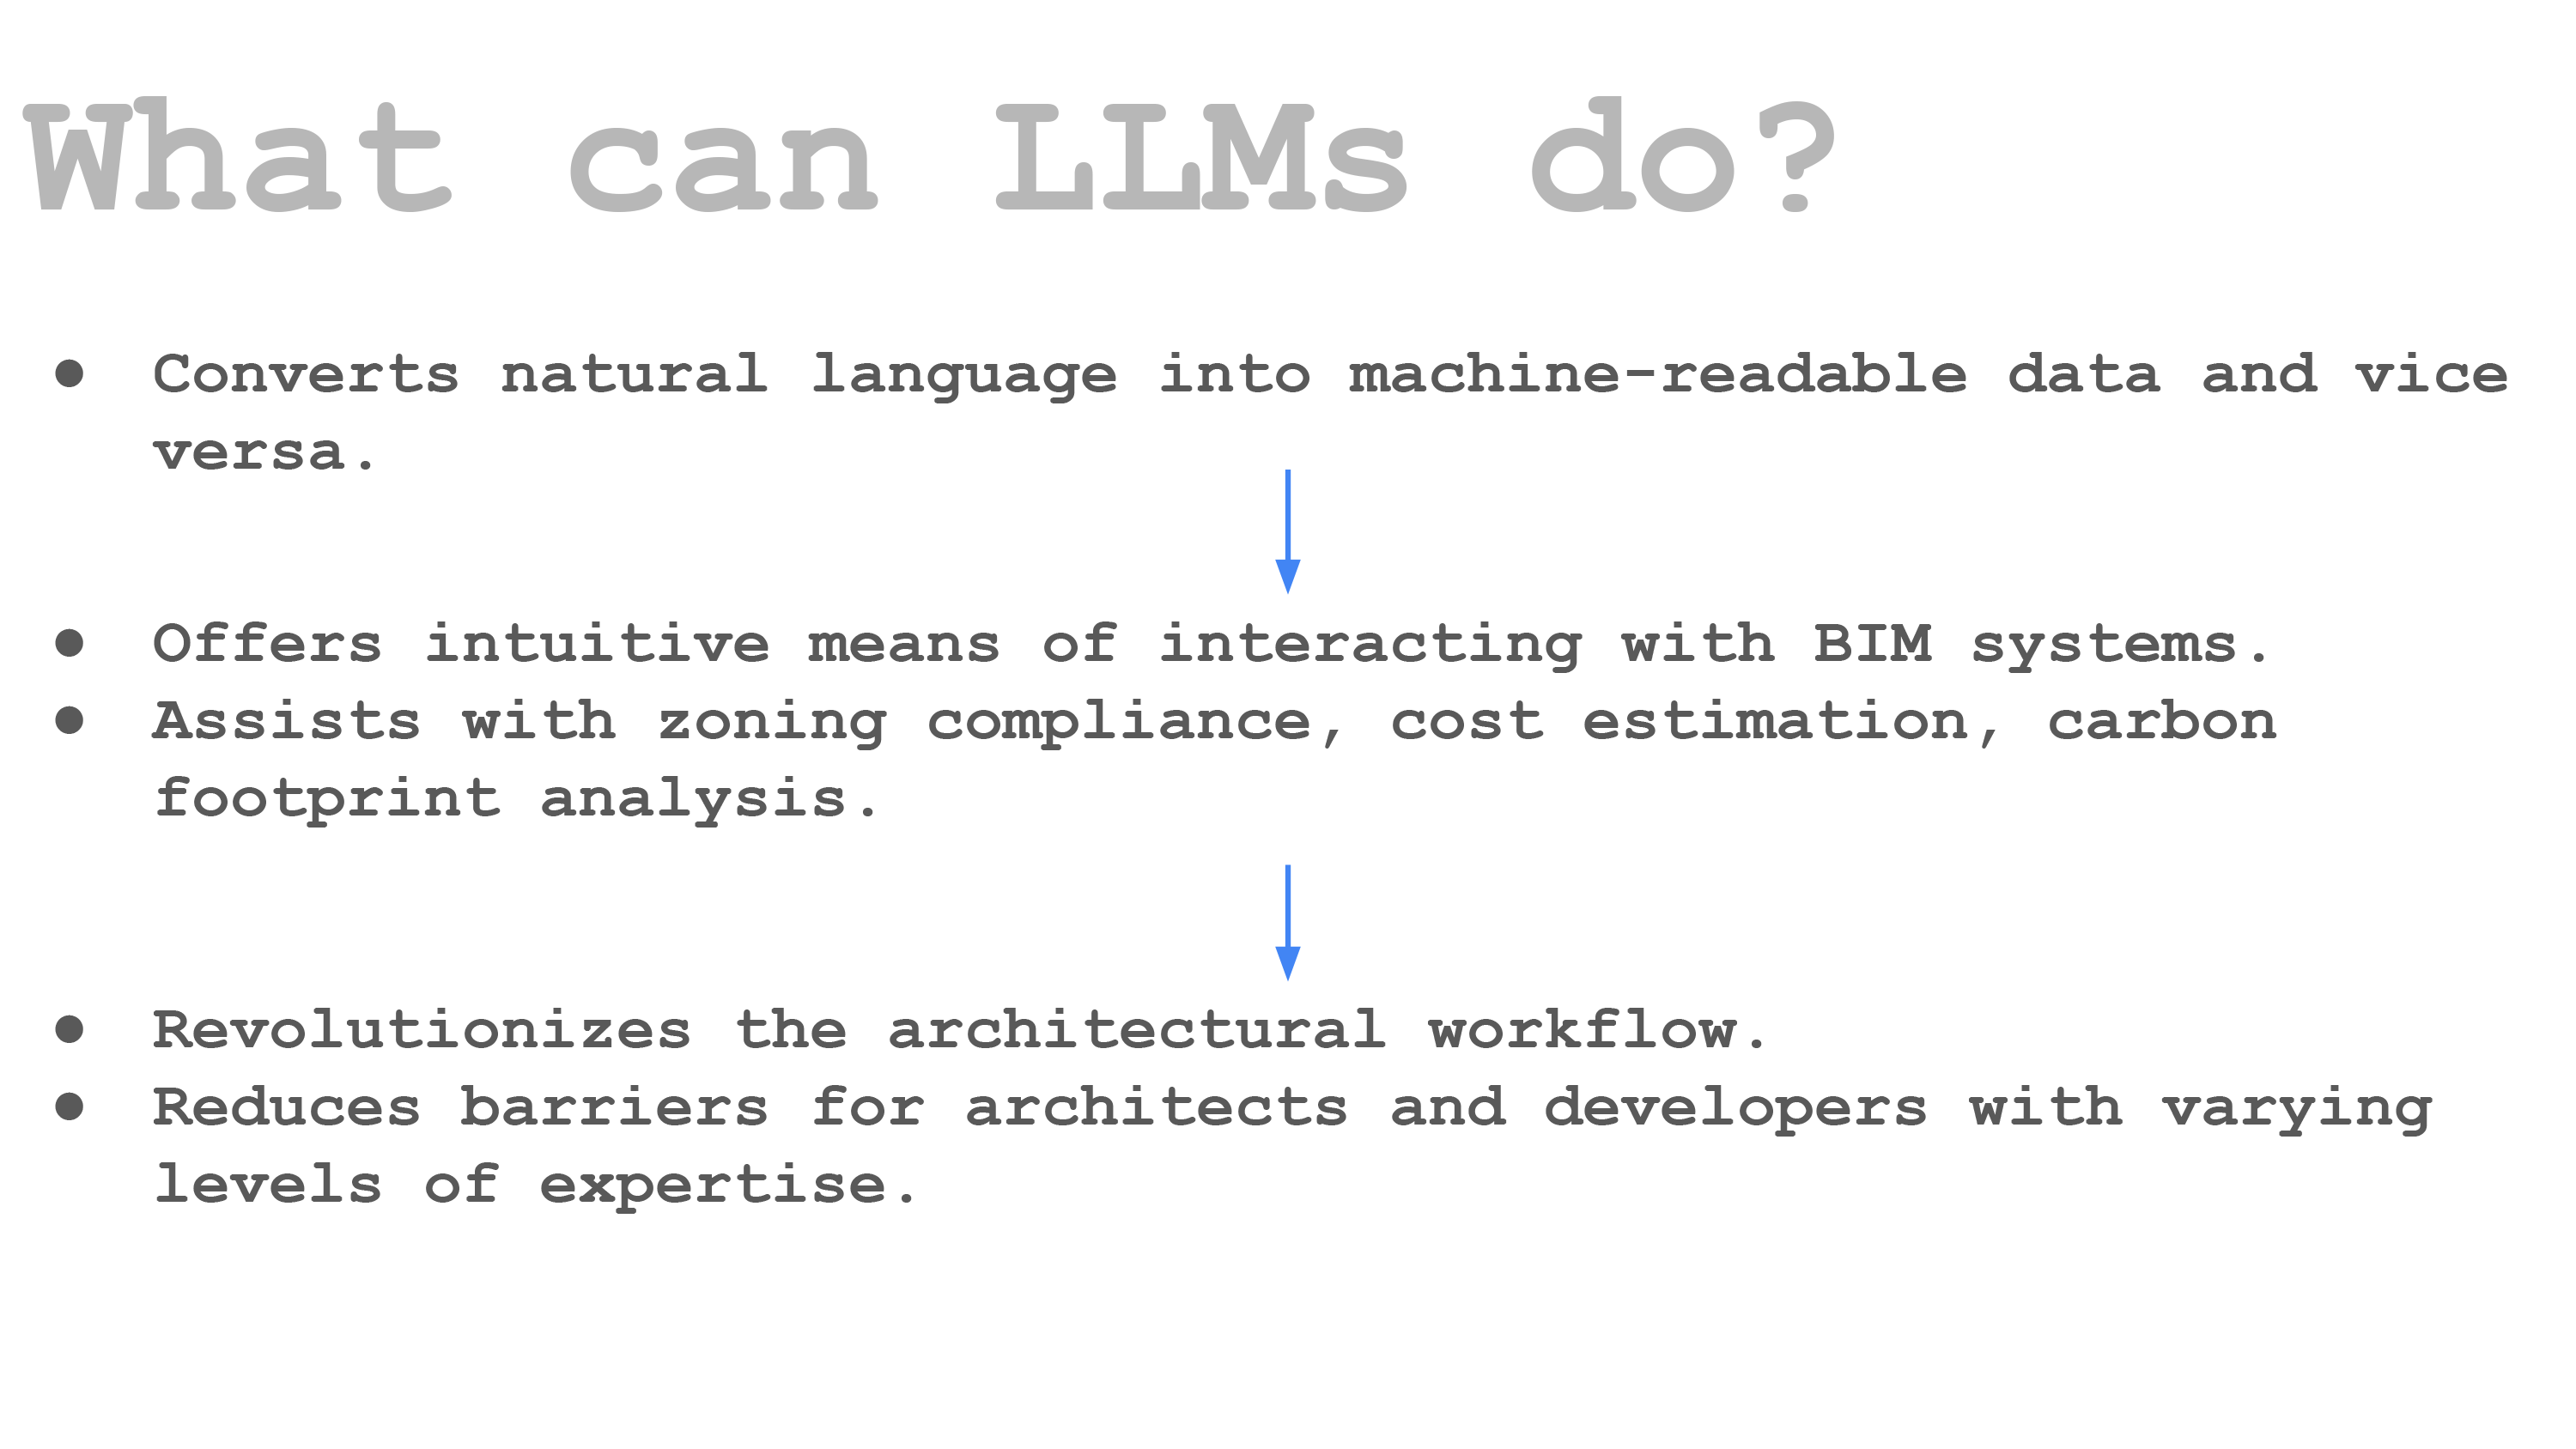 What can LLMs do?
● Converts natural language into machine-readable data and vice
versa.
● Offers intuitive means of interacting with BIM systems.
● Assists with zoning compliance, cost estimation, carbon
footprint analysis.
● Revolutionizes the architectural workflow.
● Reduces barriers for architects and developers with varying
levels of expertise.